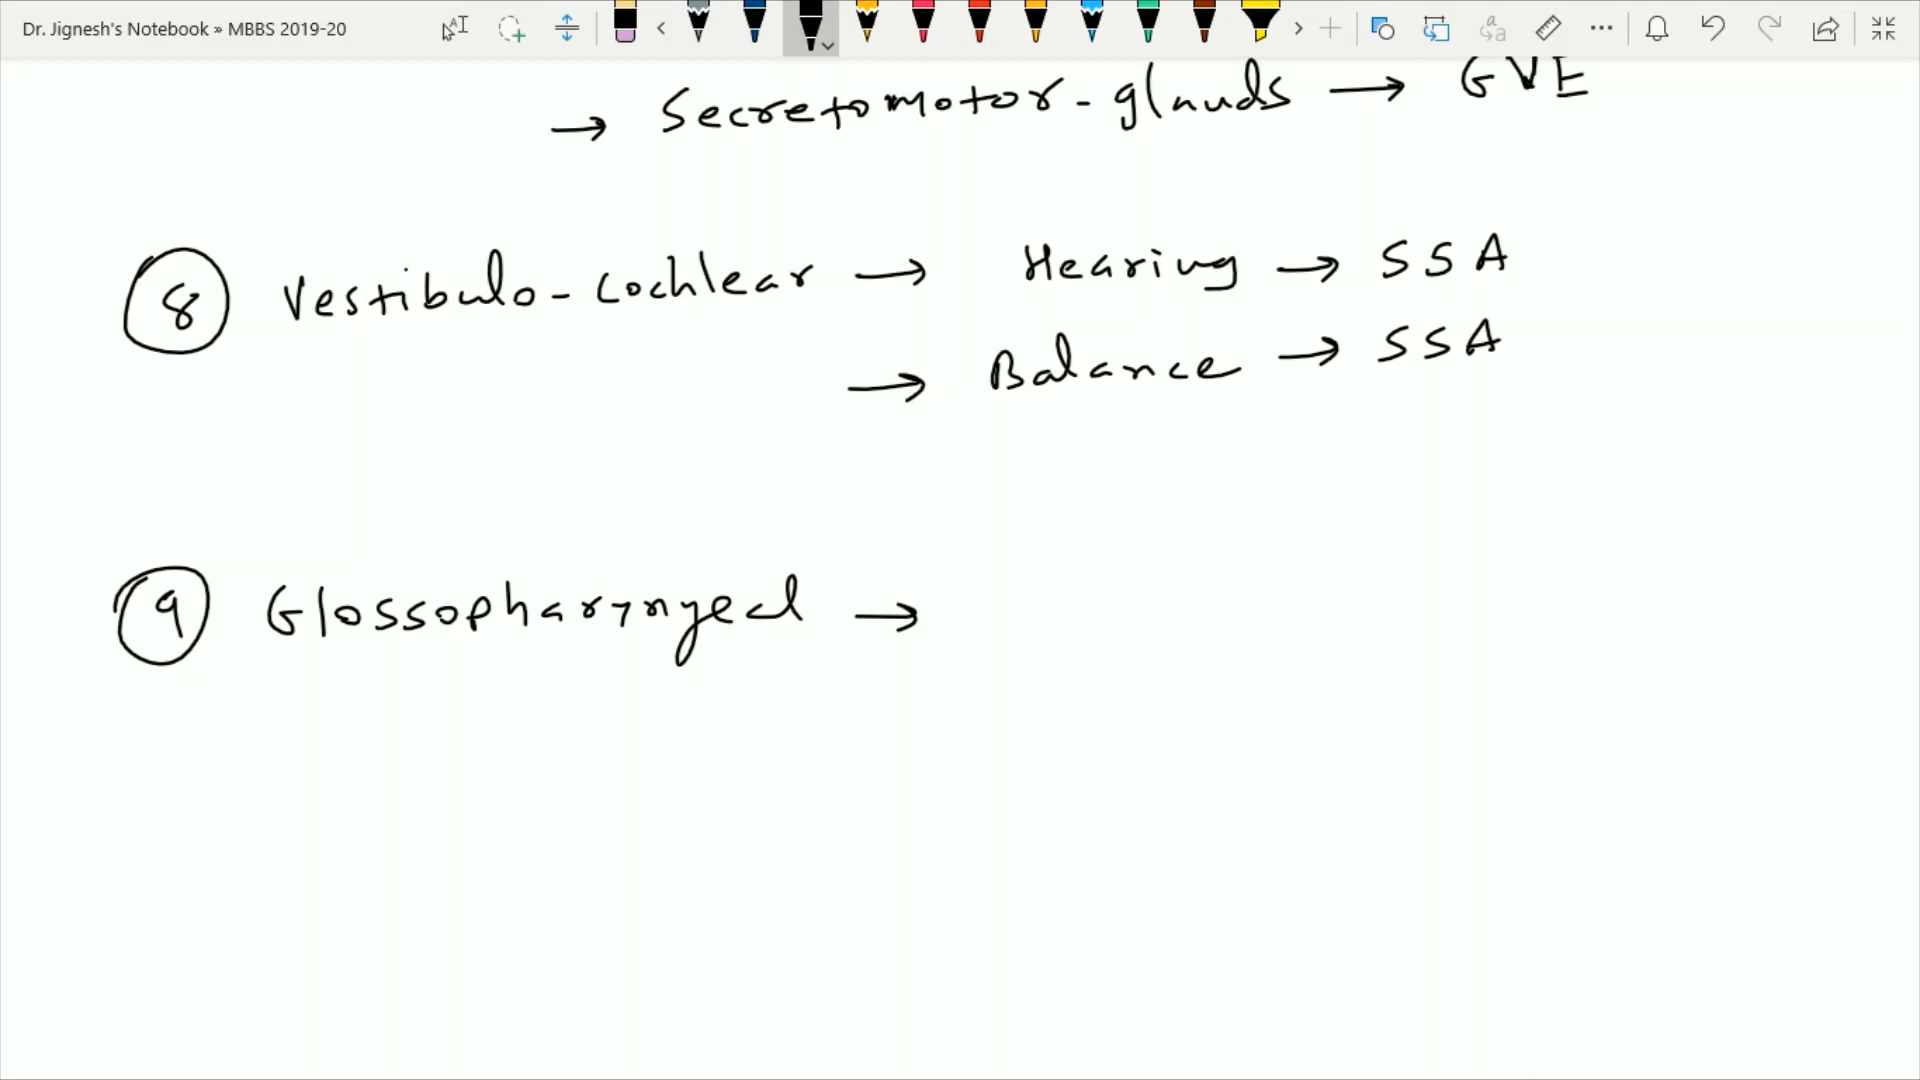 Dr. Jignesh's Notebook » MBBS 2019-20
→ Secretomotor - glands → GVE
8 Vestibulo - cochlear → Hearing → SSA
→ Balance → SSA
9 Glossopharyngeal →